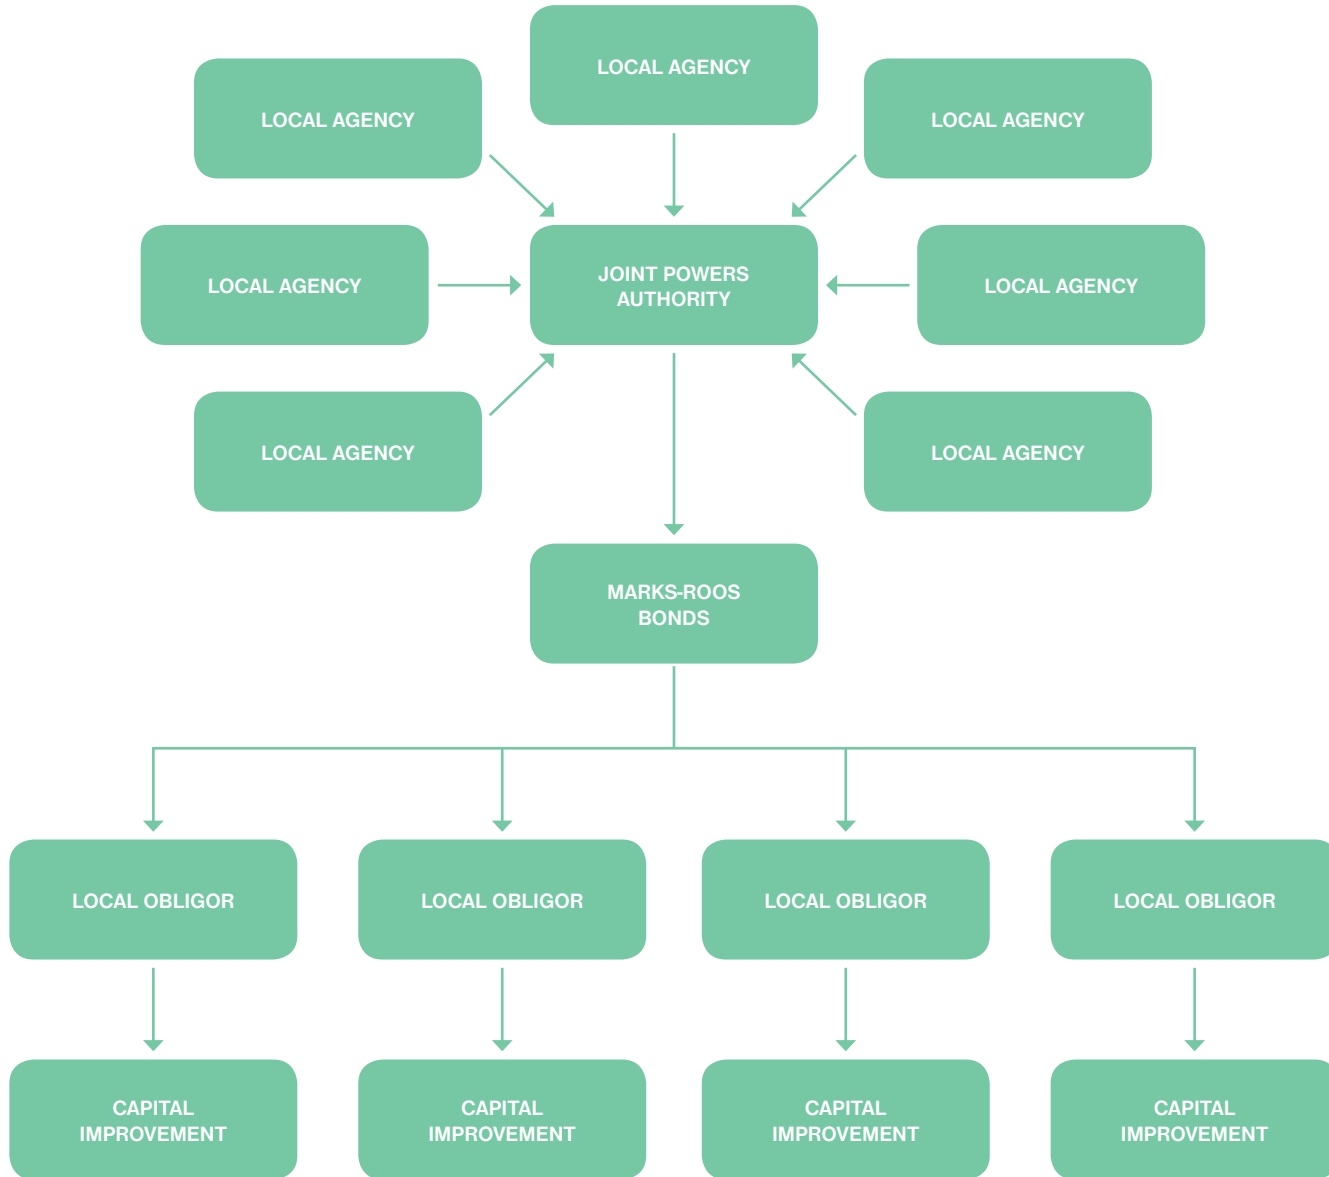 LOCAL AGENCY
LOCAL AGENCY
LOCAL AGENCY
LOCAL AGENCY
JOINT POWERS
AUTHORITY
LOCAL AGENCY
LOCAL AGENCY
LOCAL AGENCY
MARKS-ROOS
BONDS
LOCAL OBLIGOR
LOCAL OBLIGOR
LOCAL OBLIGOR
LOCAL OBLIGOR
CAPITAL
IMPROVEMENT
CAPITAL
IMPROVEMENT
CAPITAL
IMPROVEMENT
CAPITAL
IMPROVEMENT